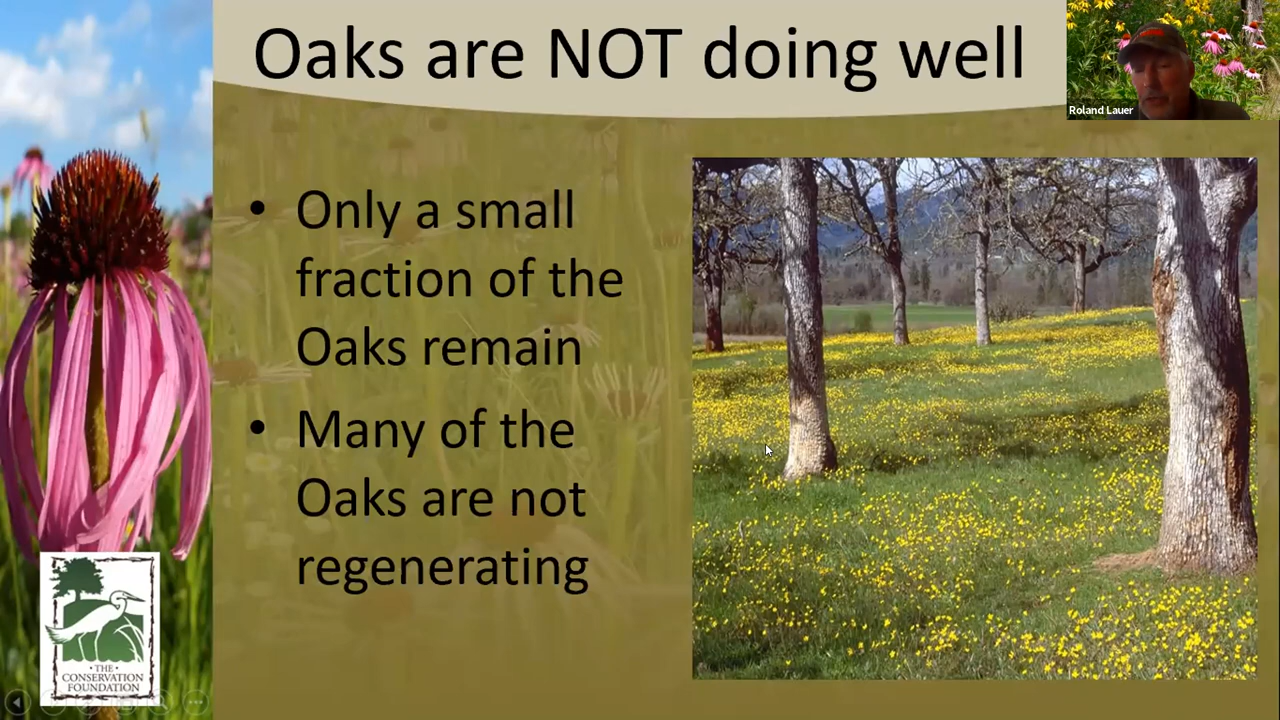 Oaks are NOT doing well
Roland Lauer
• Only a small
fraction of the
Oaks remain
• Many of the
Oaks are not
regenerating
• THE •
CONSERVATION
FOUNDATION